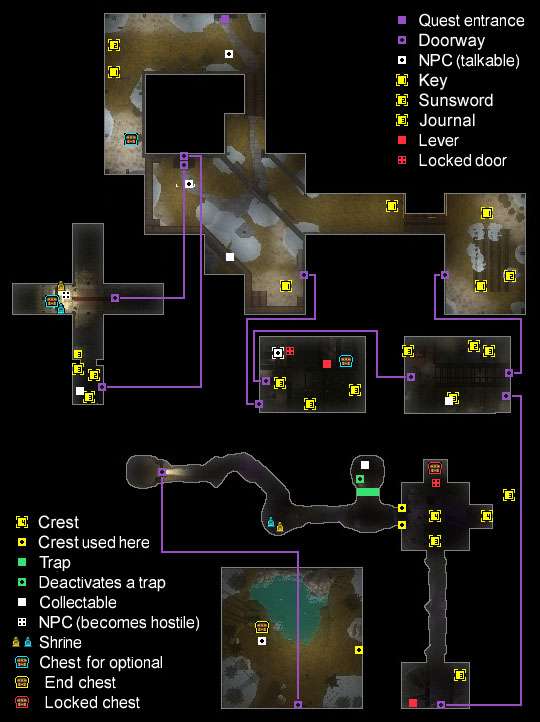 Quest entrance
Doorway
NPC (talkable)
Key
Sunsword
Journal
Lever
Locked door
Crest
Crest used here
Trap
Deactivates a trap
Collectable
NPC (becomes hostile)
Shrine
Chest for optional
End chest
Locked chest